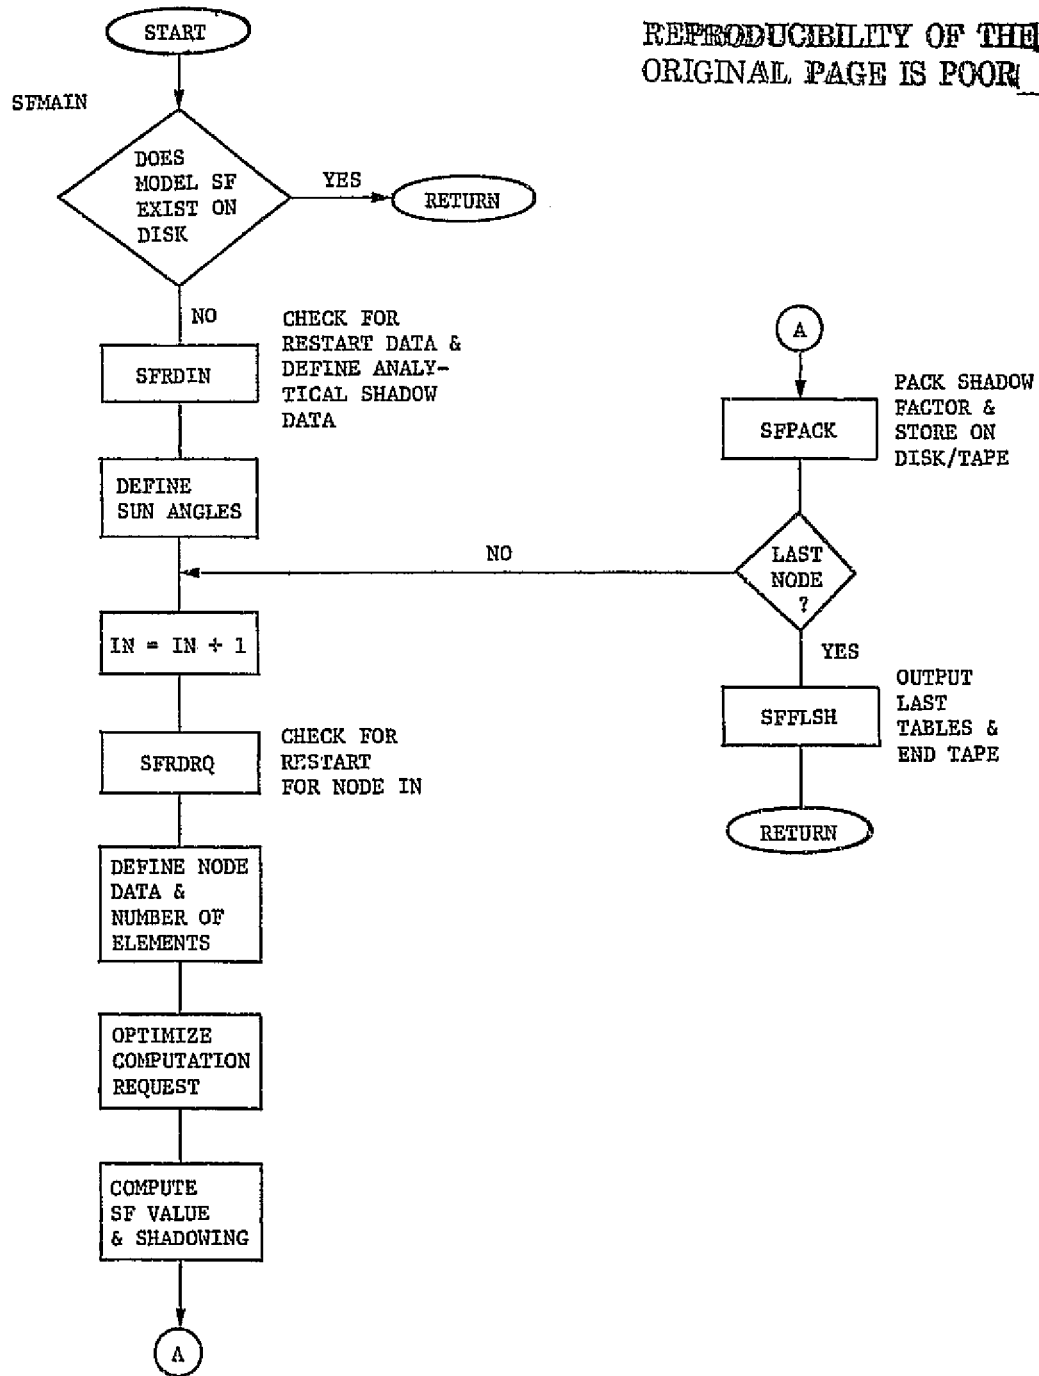 START
REPRODUCIBILITY OF THE
ORIGINAL PAGE IS POOR
SFMAIN
DOES
MODEL SF
EXIST ON
DISK
YES
RETURN
NO
SFRDIN
CHECK FOR
RESTART DATA &
DEFINE ANALY-
TICAL SHADOW
DATA
DEFINE
SUN ANGLES
IN = IN + 1
SFRDRQ
CHECK FOR
RESTART
FOR NODE IN
DEFINE NODE
DATA &
NUMBER OF
ELEMENTS
OPTIMIZE
COMPUTATION
REQUEST
COMPUTE
SF VALUE
& SHADOWING
A
A
SFPACK
PACK SHADOW
FACTOR &
STORE ON
DISK/TAPE
LAST
NODE
?
NO
YES
SFFLSH
OUTPUT
LAST
TABLES &
END TAPE
RETURN